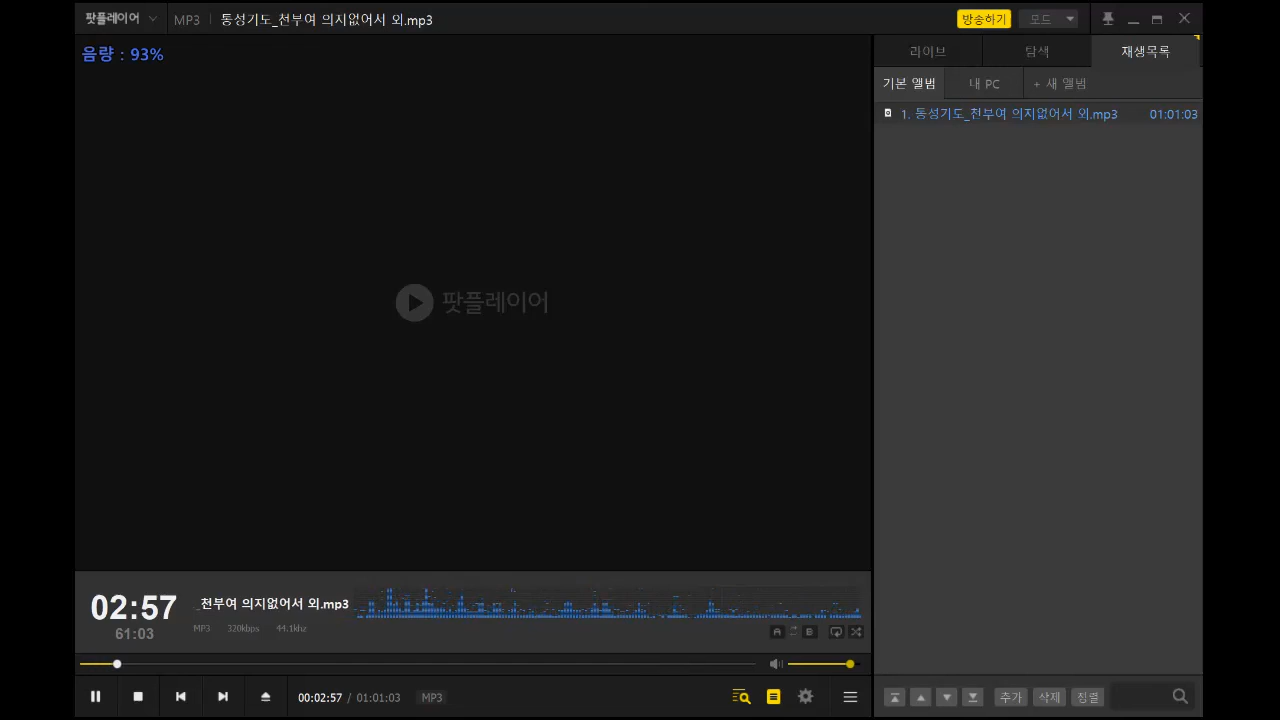 팟플레이어
MP3
통성기도_천부여 의지없어서 외.mp3
방송하기
모드
음량 : 93%
라이브
탐색
재생목록
기본 앨범
내 PC
+ 새 앨범
1. 통성기도_천부여 의지없어서 외.mp3
01:01:03
팟플레이어
02:57
61:03
_천부여 의지없어서 외.mp3
MP3
320kbps
44.1khz
A
B
00:02:57 / 01:01:03
MP3
추가
삭제
정렬